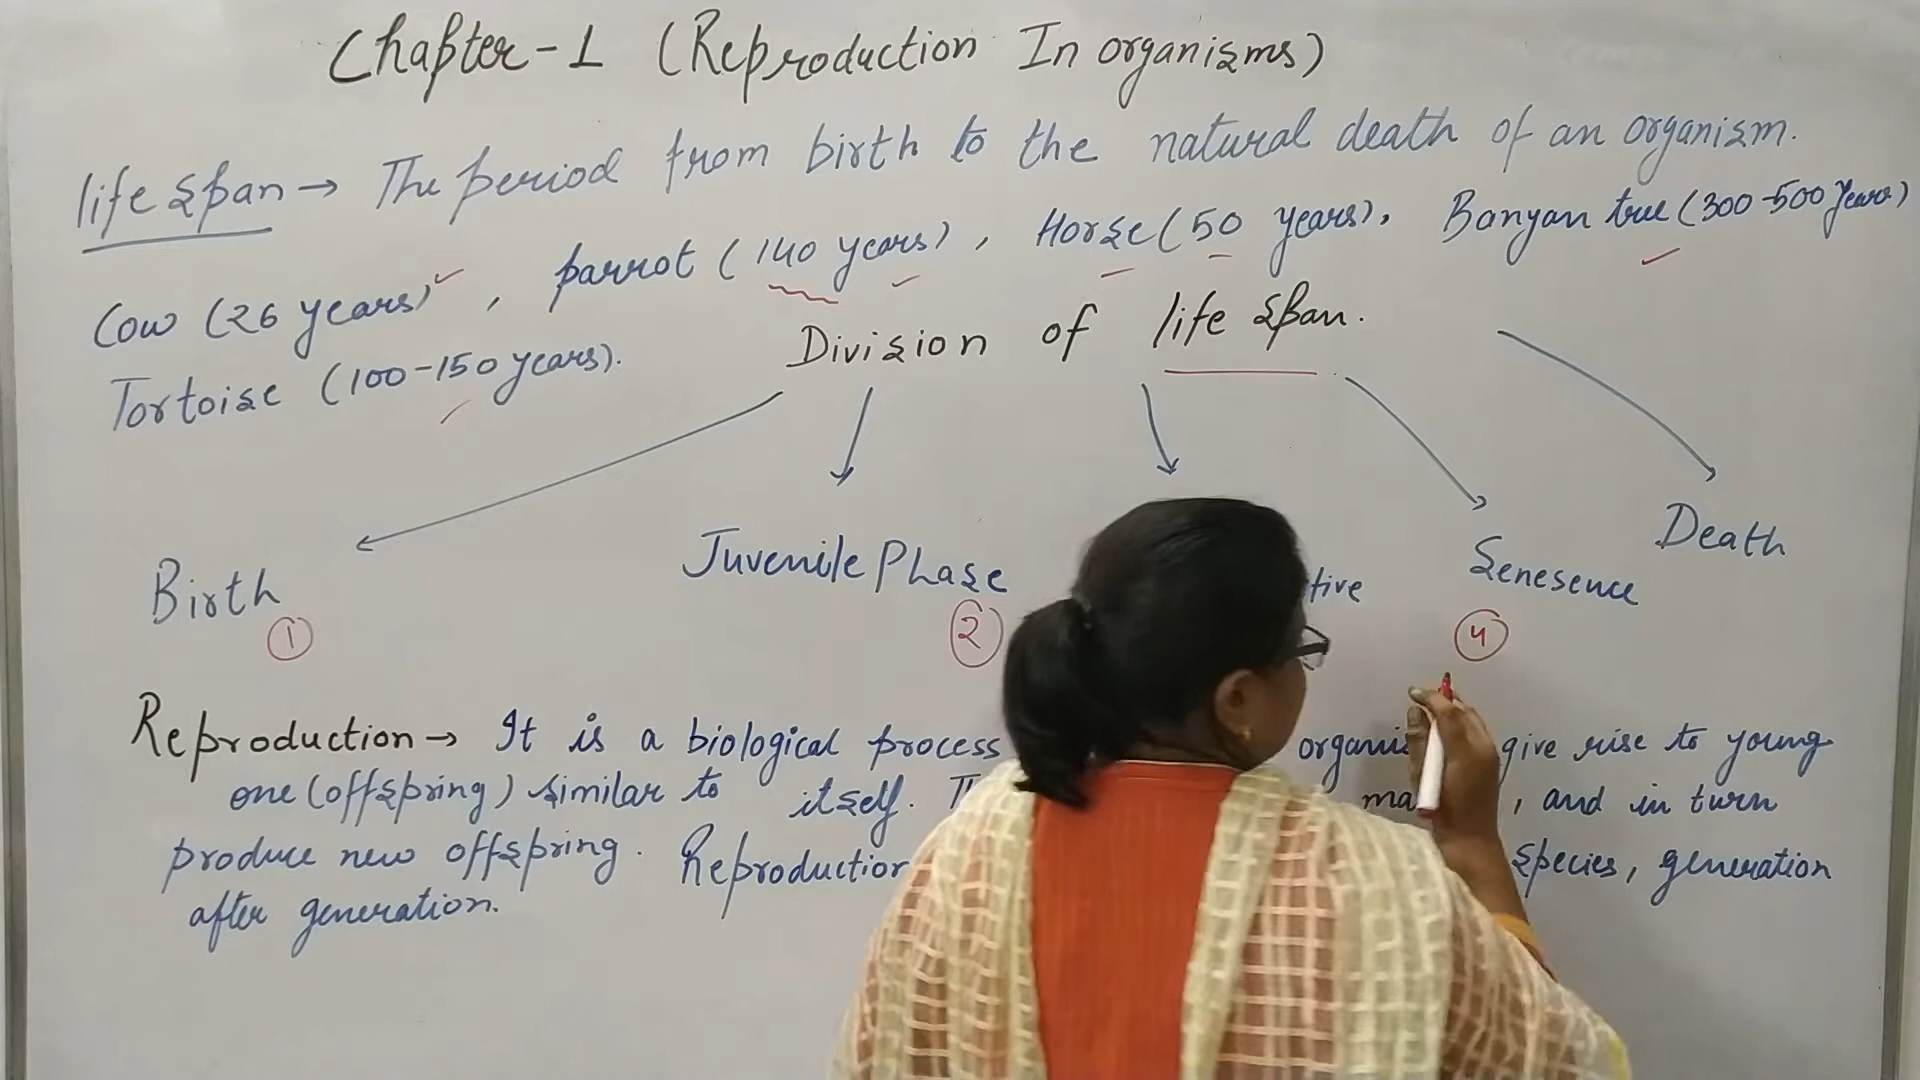 Chapter-1 (Reproduction In organisms)
life span → The period from birth to the natural death of an organism.
Cow (26 years), parrot (140 years), Horse (50 years), Banyan tree (300-500 years)
Tortoise (100-150 years).
Division of life span.
Birth Juvenile Phase tive Senesence Death
1 2 4
Reproduction → It is a biological process give rise to young
one (offspring) similar to itself. , and in turn
produce new offspring. Reproduction species, generation
after generation.